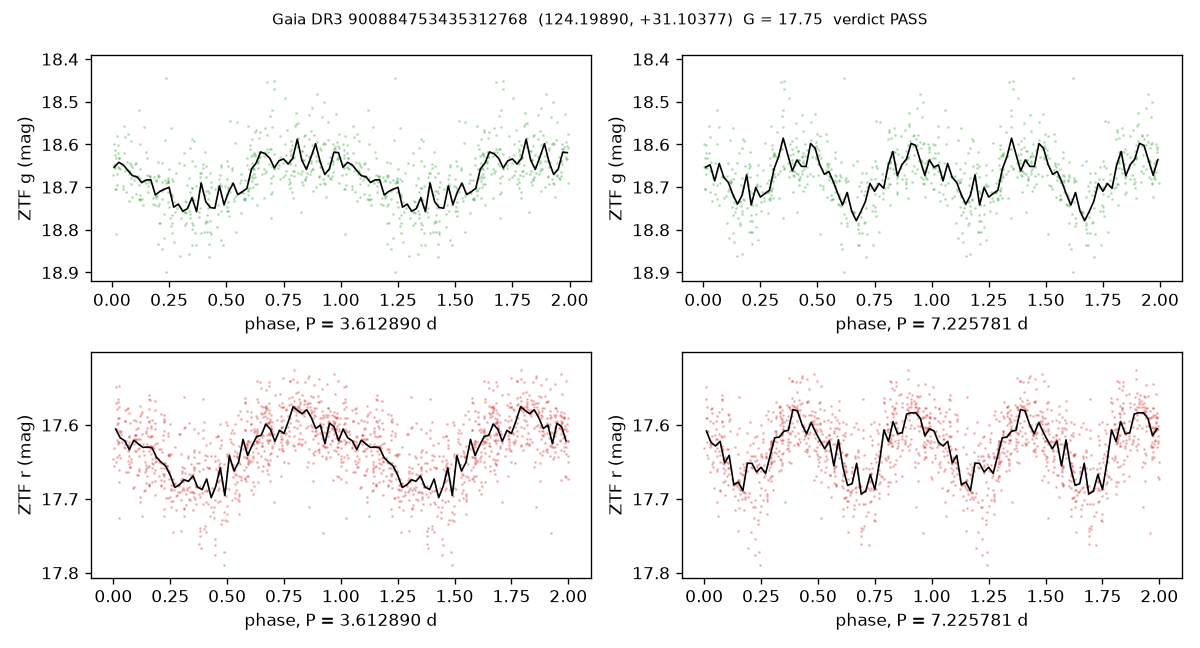 Gaia DR3 900884753435312768  (124.19890, +31.10377)  G = 17.75  verdict PASS
ZTF g (mag)
18.4
18.5
18.6
18.7
18.8
18.9
0.00 0.25 0.50 0.75 1.00 1.25 1.50 1.75 2.00
phase, P = 3.612890 d
ZTF g (mag)
18.4
18.5
18.6
18.7
18.8
18.9
0.00 0.25 0.50 0.75 1.00 1.25 1.50 1.75 2.00
phase, P = 7.225781 d
ZTF r (mag)
17.6
17.7
17.8
0.00 0.25 0.50 0.75 1.00 1.25 1.50 1.75 2.00
phase, P = 3.612890 d
ZTF r (mag)
17.6
17.7
17.8
0.00 0.25 0.50 0.75 1.00 1.25 1.50 1.75 2.00
phase, P = 7.225781 d